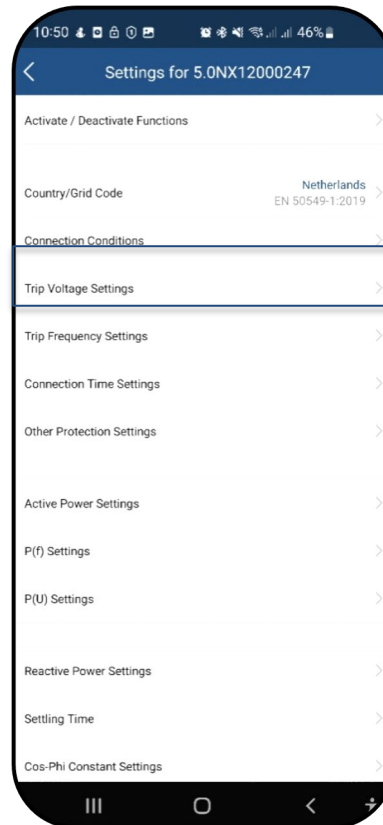 10:50 46%
Settings for 5.0NX12000247
Activate / Deactivate Functions
Country/Grid Code
Netherlands
EN 50549-1:2019
Connection Conditions
Trip Voltage Settings
Trip Frequency Settings
Connection Time Settings
Other Protection Settings
Active Power Settings
P(f) Settings
P(U) Settings
Reactive Power Settings
Settling Time
Cos-Phi Constant Settings